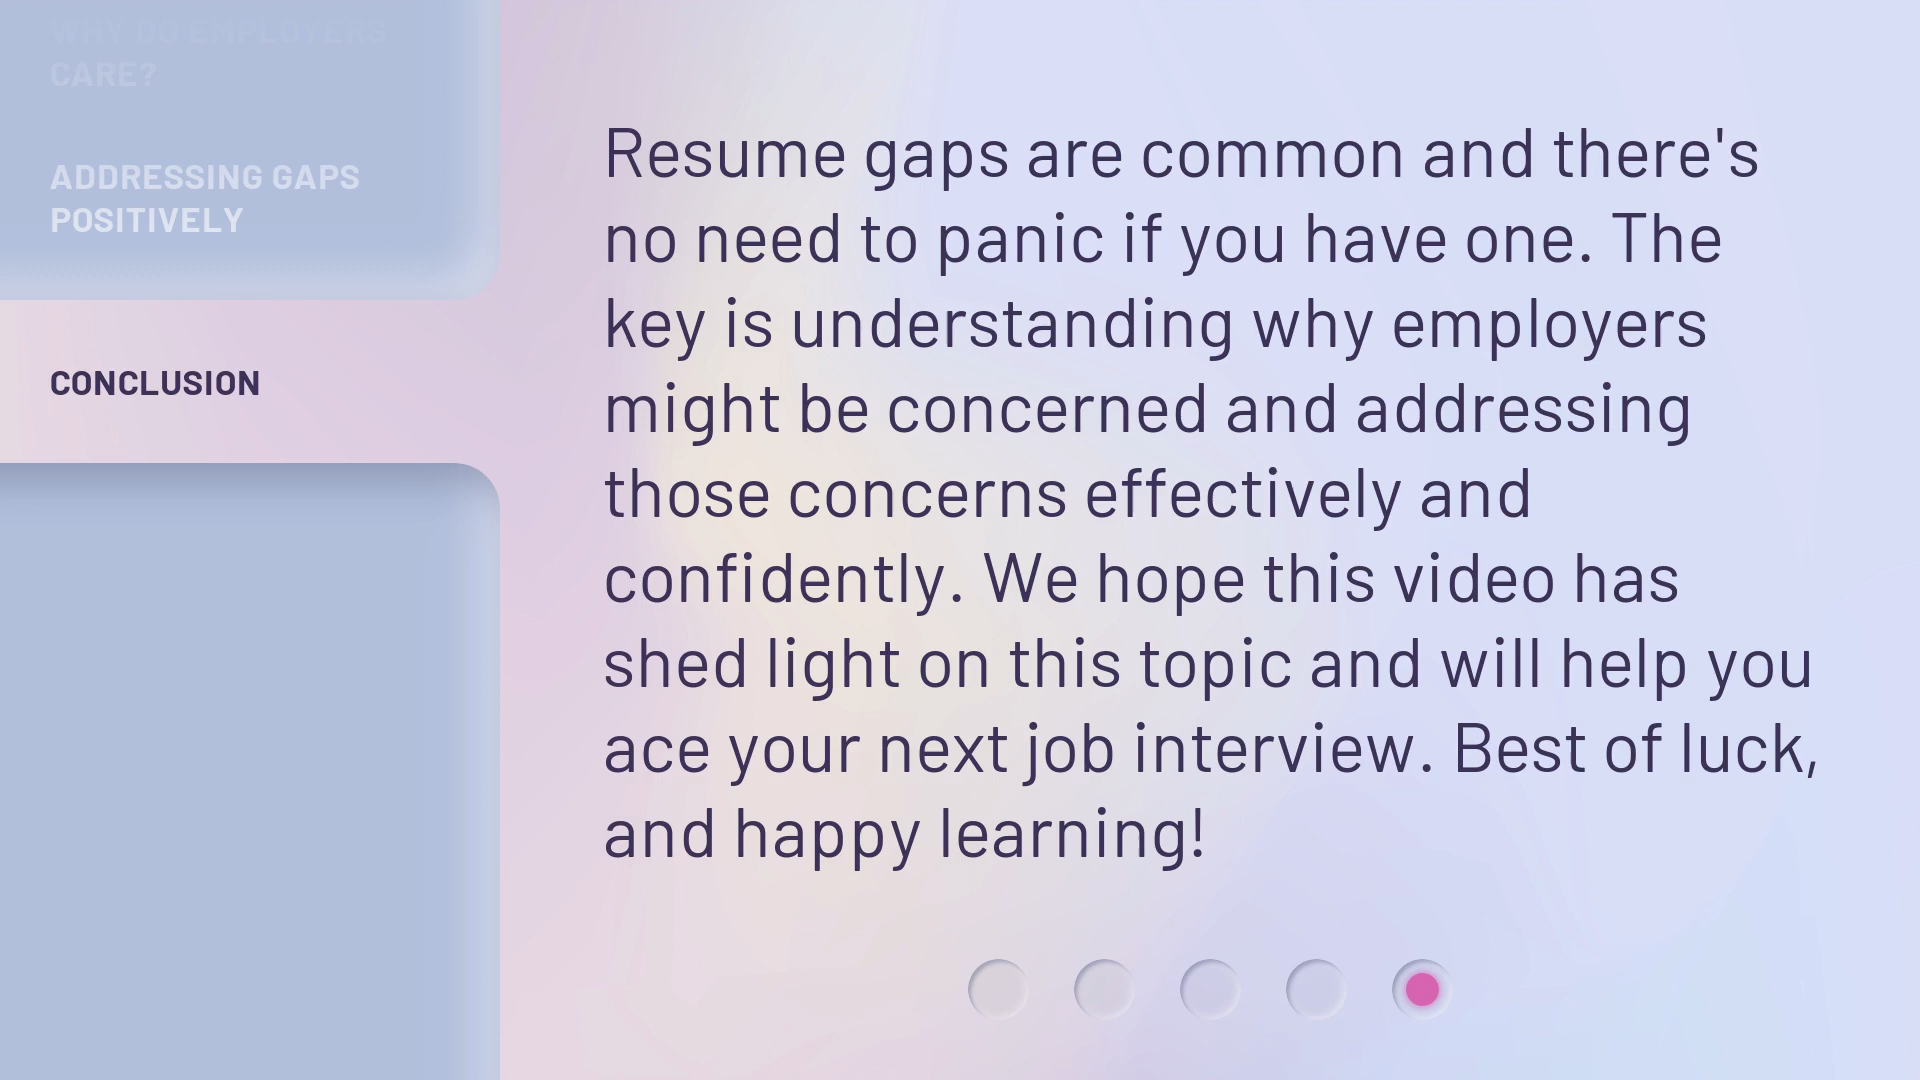 WHY DO EMPLOYERS
CARE?
ADDRESSING GAPS
POSITIVELY
CONCLUSION
Resume gaps are common and there's
no need to panic if you have one. The
key is understanding why employers
might be concerned and addressing
those concerns effectively and
confidently. We hope this video has
shed light on this topic and will help you
ace your next job interview. Best of luck,
and happy learning!